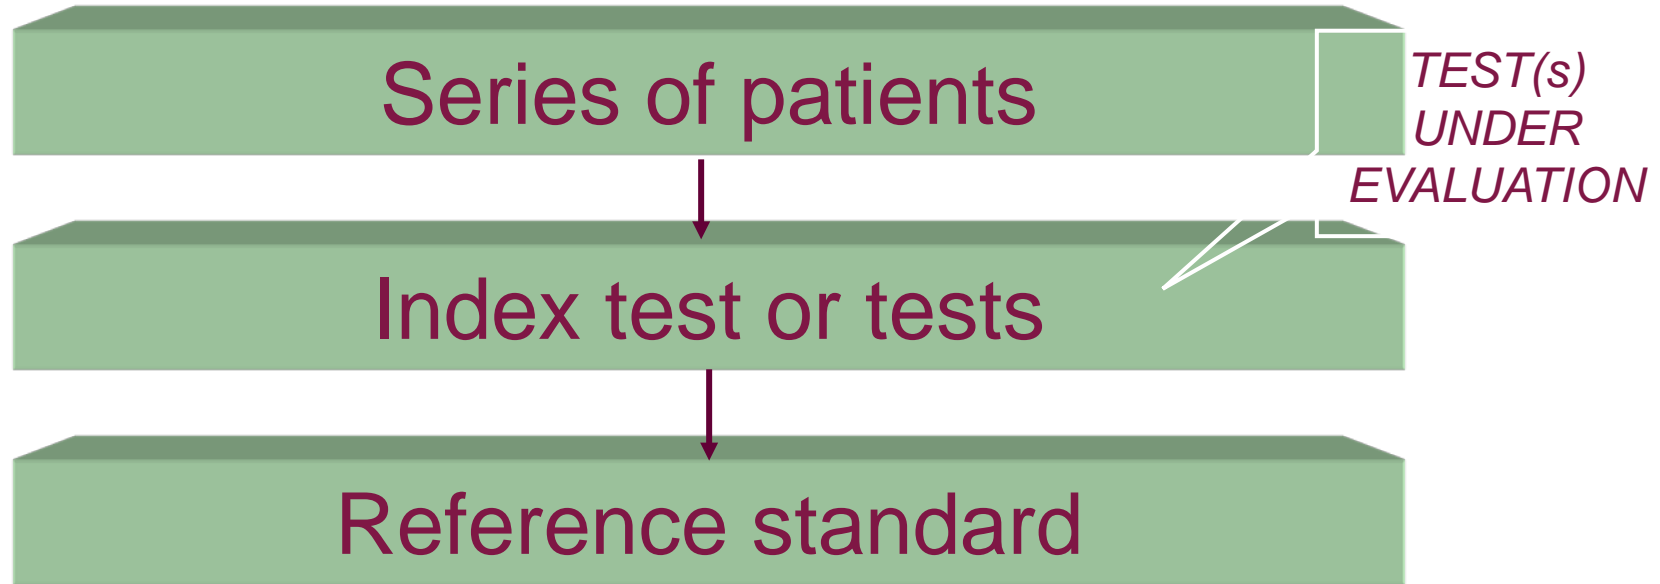 Series of patients
TEST(s)
UNDER
EVALUATION
Index test or tests
Reference standard